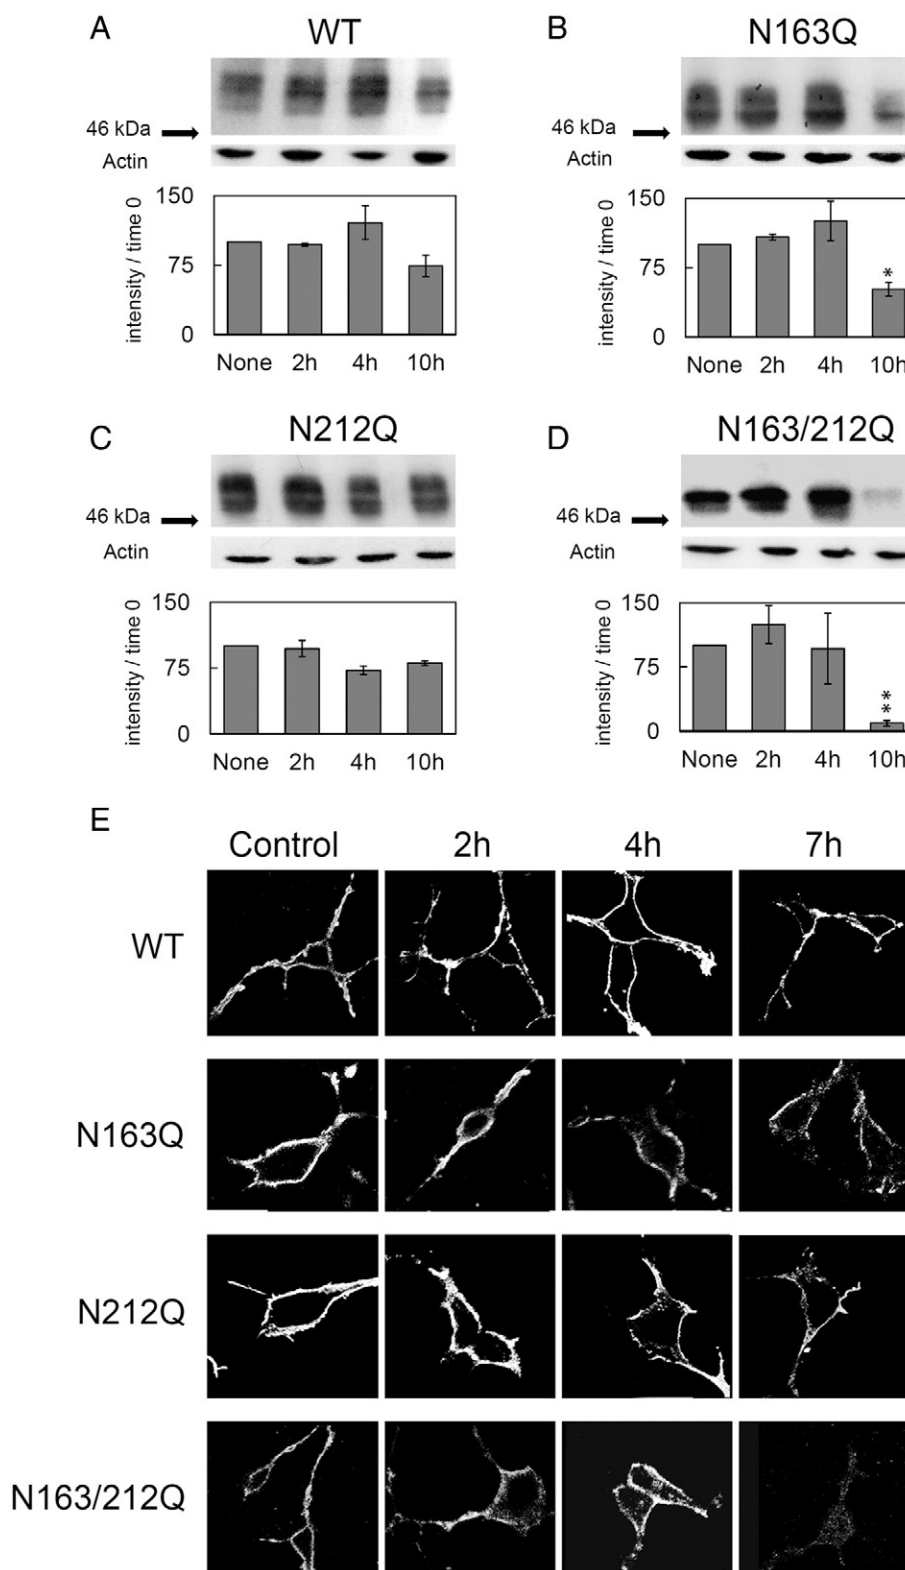 A
WT
46 kDa
Actin
intensity / time 0
150
75
0
None 2h 4h 10h
B
N163Q
46 kDa
Actin
intensity / time 0
150
75
0
*
None 2h 4h 10h
C
N212Q
46 kDa
Actin
intensity / time 0
150
75
0
None 2h 4h 10h
D
N163/212Q
46 kDa
Actin
intensity / time 0
150
75
0
**
None 2h 4h 10h
E
Control 2h 4h 7h
WT
N163Q
N212Q
N163/212Q